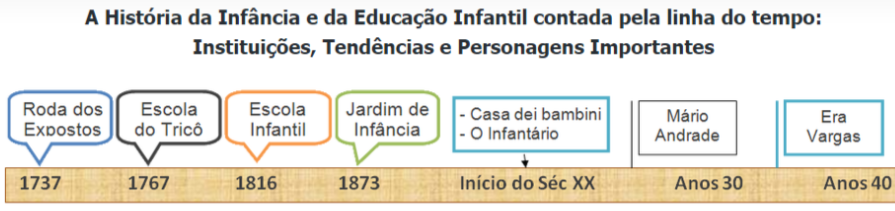 A História da Infância e da Educação Infantil contada pela linha do tempo:
Instituições, Tendências e Personagens Importantes
Roda dos
Expostos
Escola
do Tricô
Escola
Infantil
Jardim de
Infância
- Casa dei bambini
- O Infantário
Mário
Andrade
Era
Vargas
1737
1767
1816
1873
Início do Séc XX
Anos 30
Anos 40